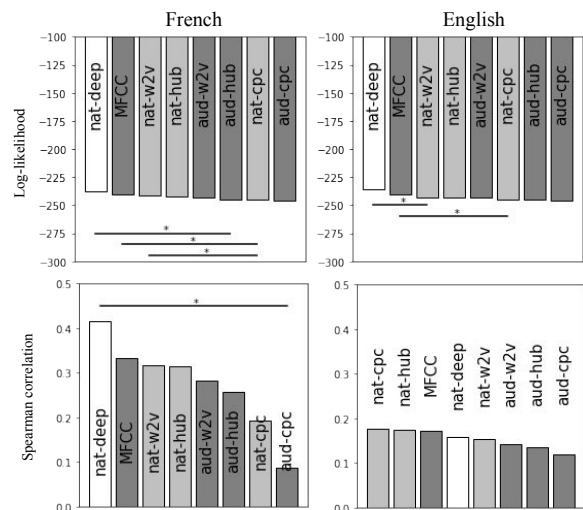 French
English
Log-likelihood
−100
−125
−150
−175
−200
−225
−250
−275
−300
nat-deep
MFCC
nat-w2v
nat-hub
aud-w2v
aud-hub
nat-cpc
aud-cpc
*
*
*
−100
−125
−150
−175
−200
−225
−250
−275
−300
nat-deep
MFCC
nat-w2v
nat-hub
aud-w2v
nat-cpc
aud-hub
aud-cpc
*
*
Spearman correlation
0.5
0.4
0.3
0.2
0.1
0.0
nat-deep
MFCC
nat-w2v
nat-hub
aud-w2v
aud-hub
nat-cpc
aud-cpc
*
0.5
0.4
0.3
0.2
0.1
0.0
nat-cpc
nat-hub
MFCC
nat-deep
nat-w2v
aud-w2v
aud-hub
aud-cpc